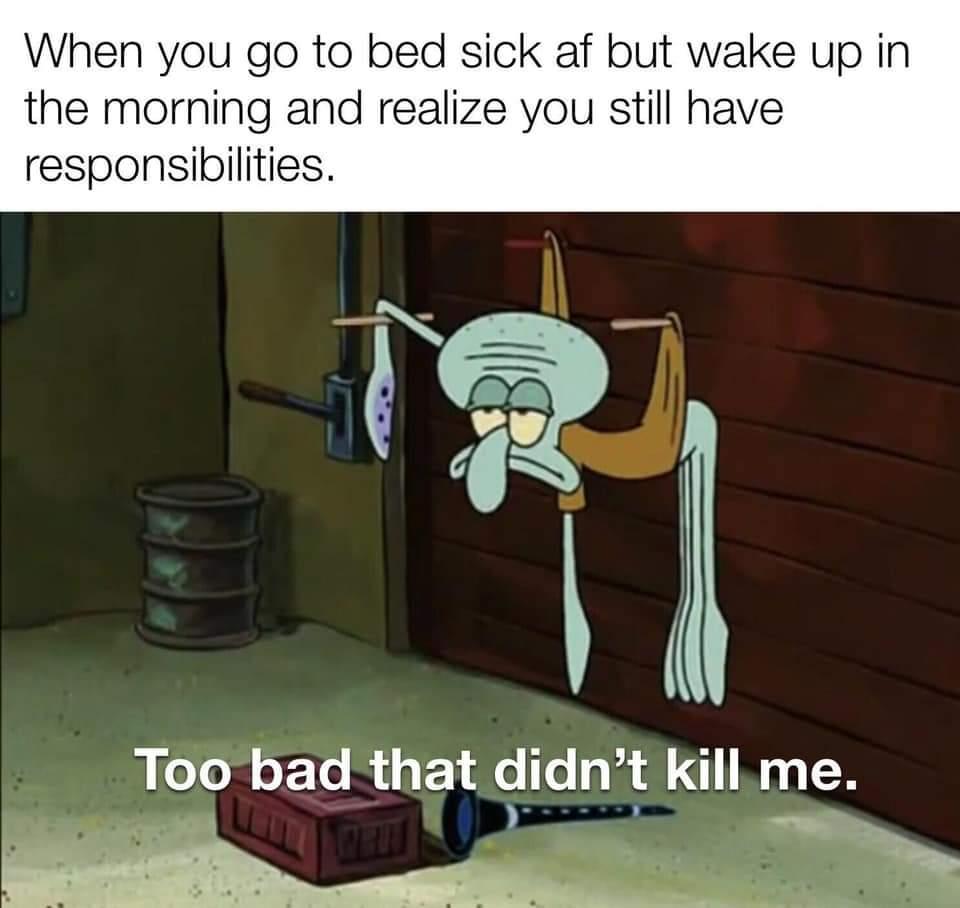 When you go to bed sick af but wake up in
the morning and realize you still have
responsibilities.
Too bad that didn't kill me.